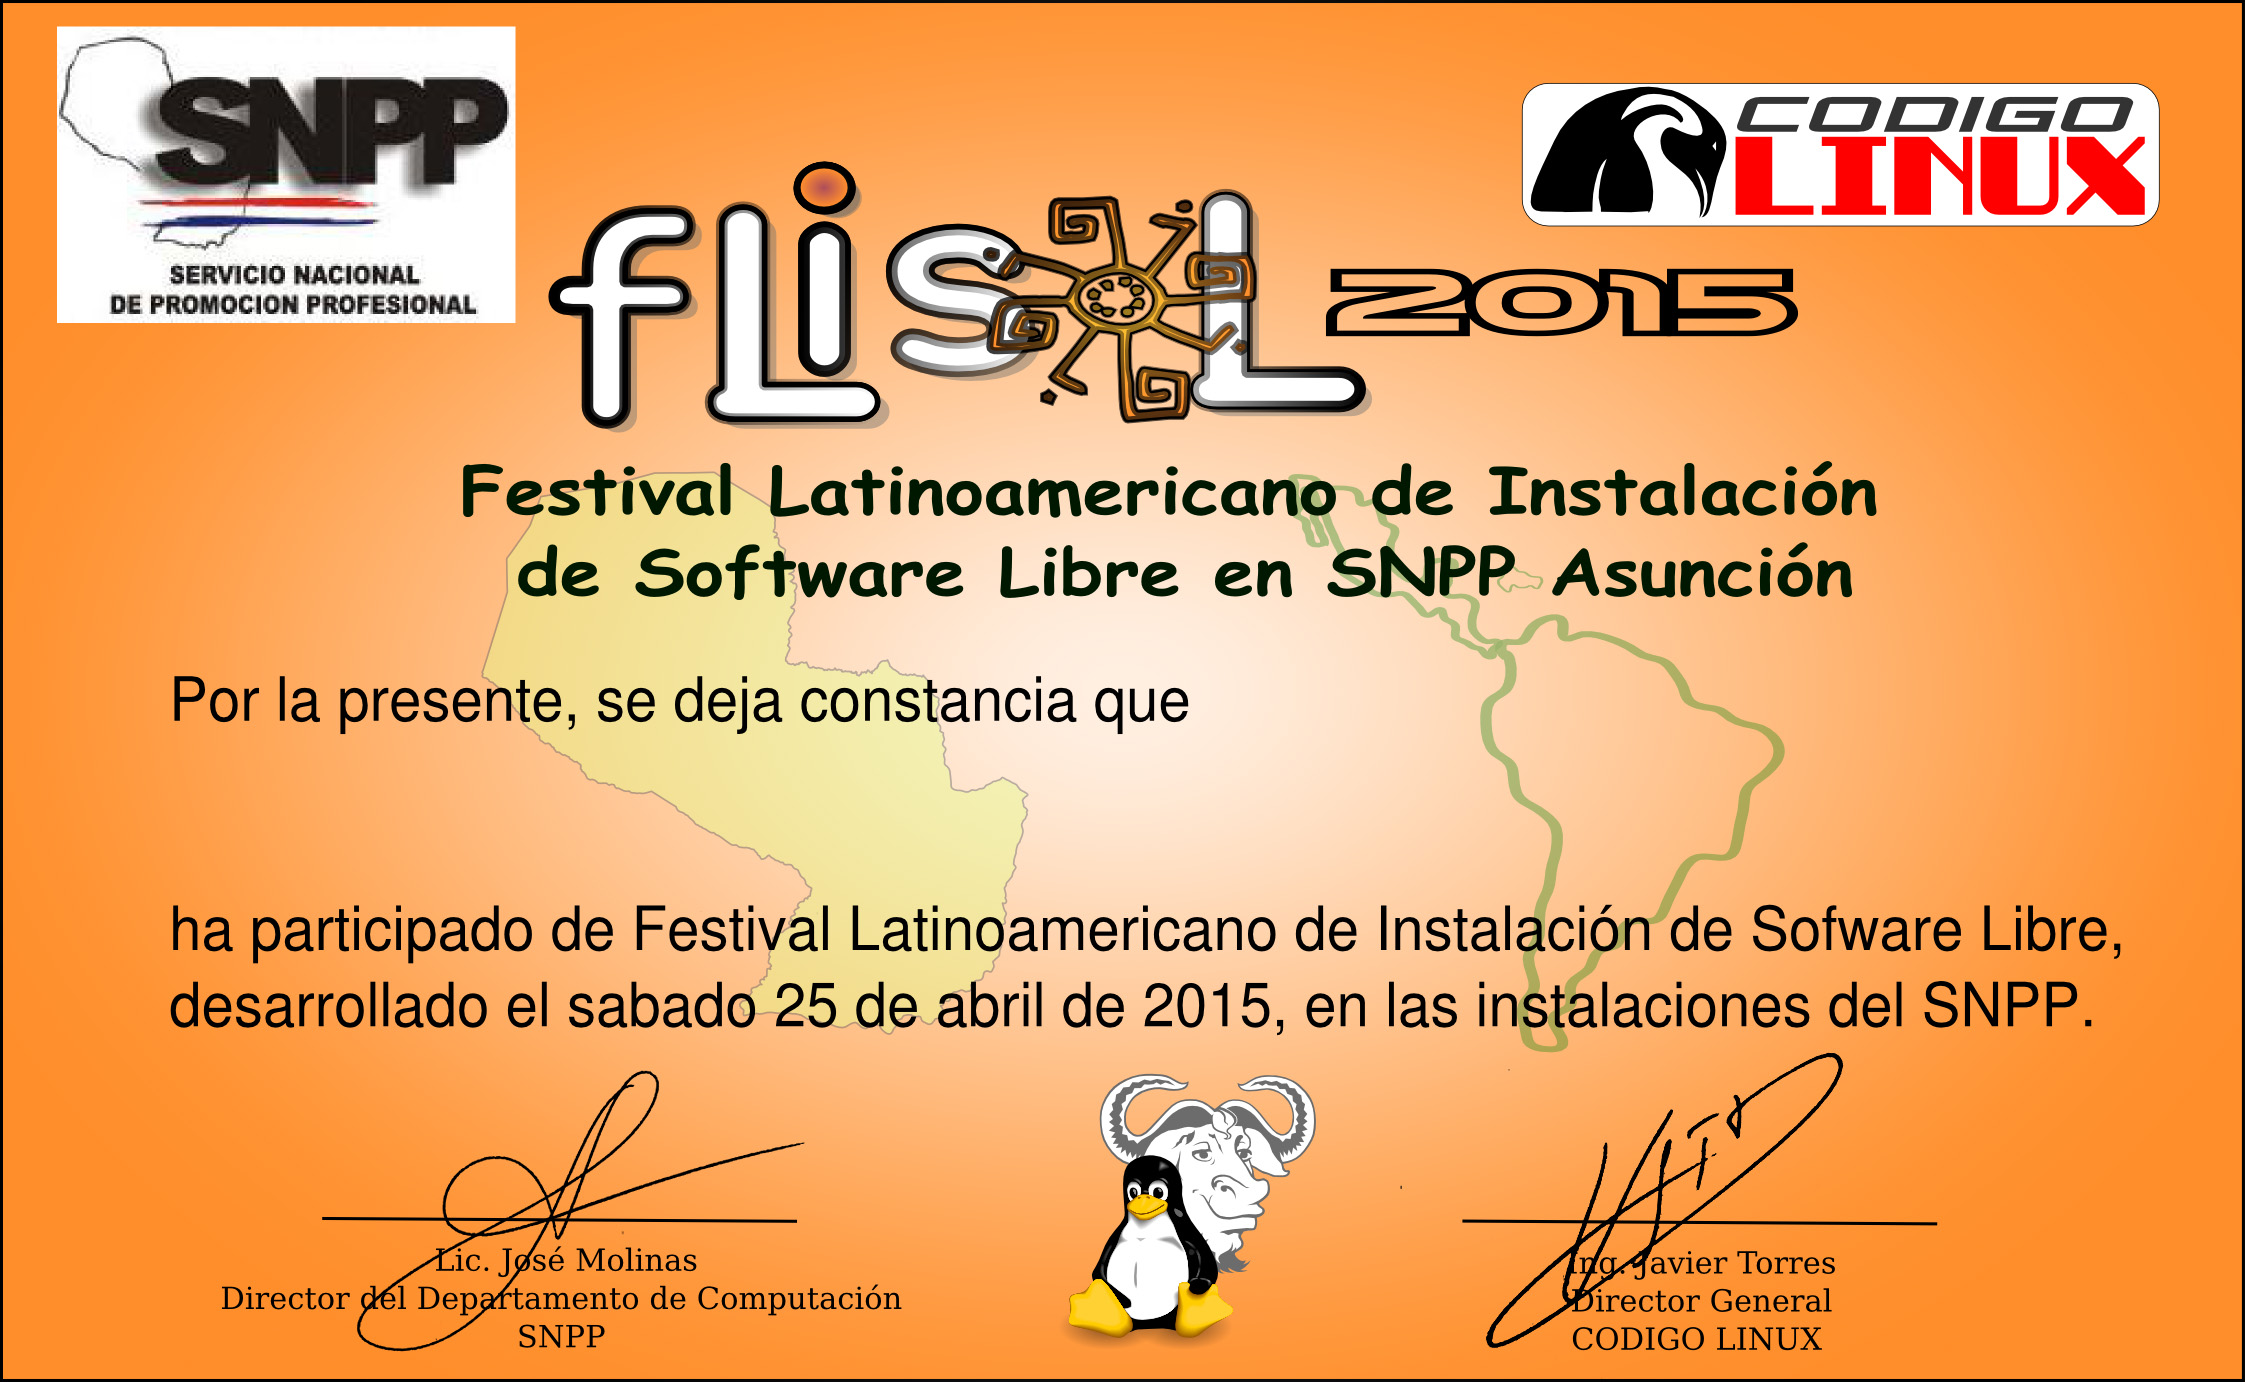 SNPP
SERVICIO NACIONAL
DE PROMOCION PROFESIONAL
CODIGO
LINUX
fLisoL 2015
Festival Latinoamericano de Instalación
de Software Libre en SNPP Asunción
Por la presente, se deja constancia que
ha participado de Festival Latinoamericano de Instalación de Sofware Libre,
desarrollado el sabado 25 de abril de 2015, en las instalaciones del SNPP.
Lic. José Molinas
Director del Departamento de Computación
SNPP
Ing. Javier Torres
Director General
CODIGO LINUX